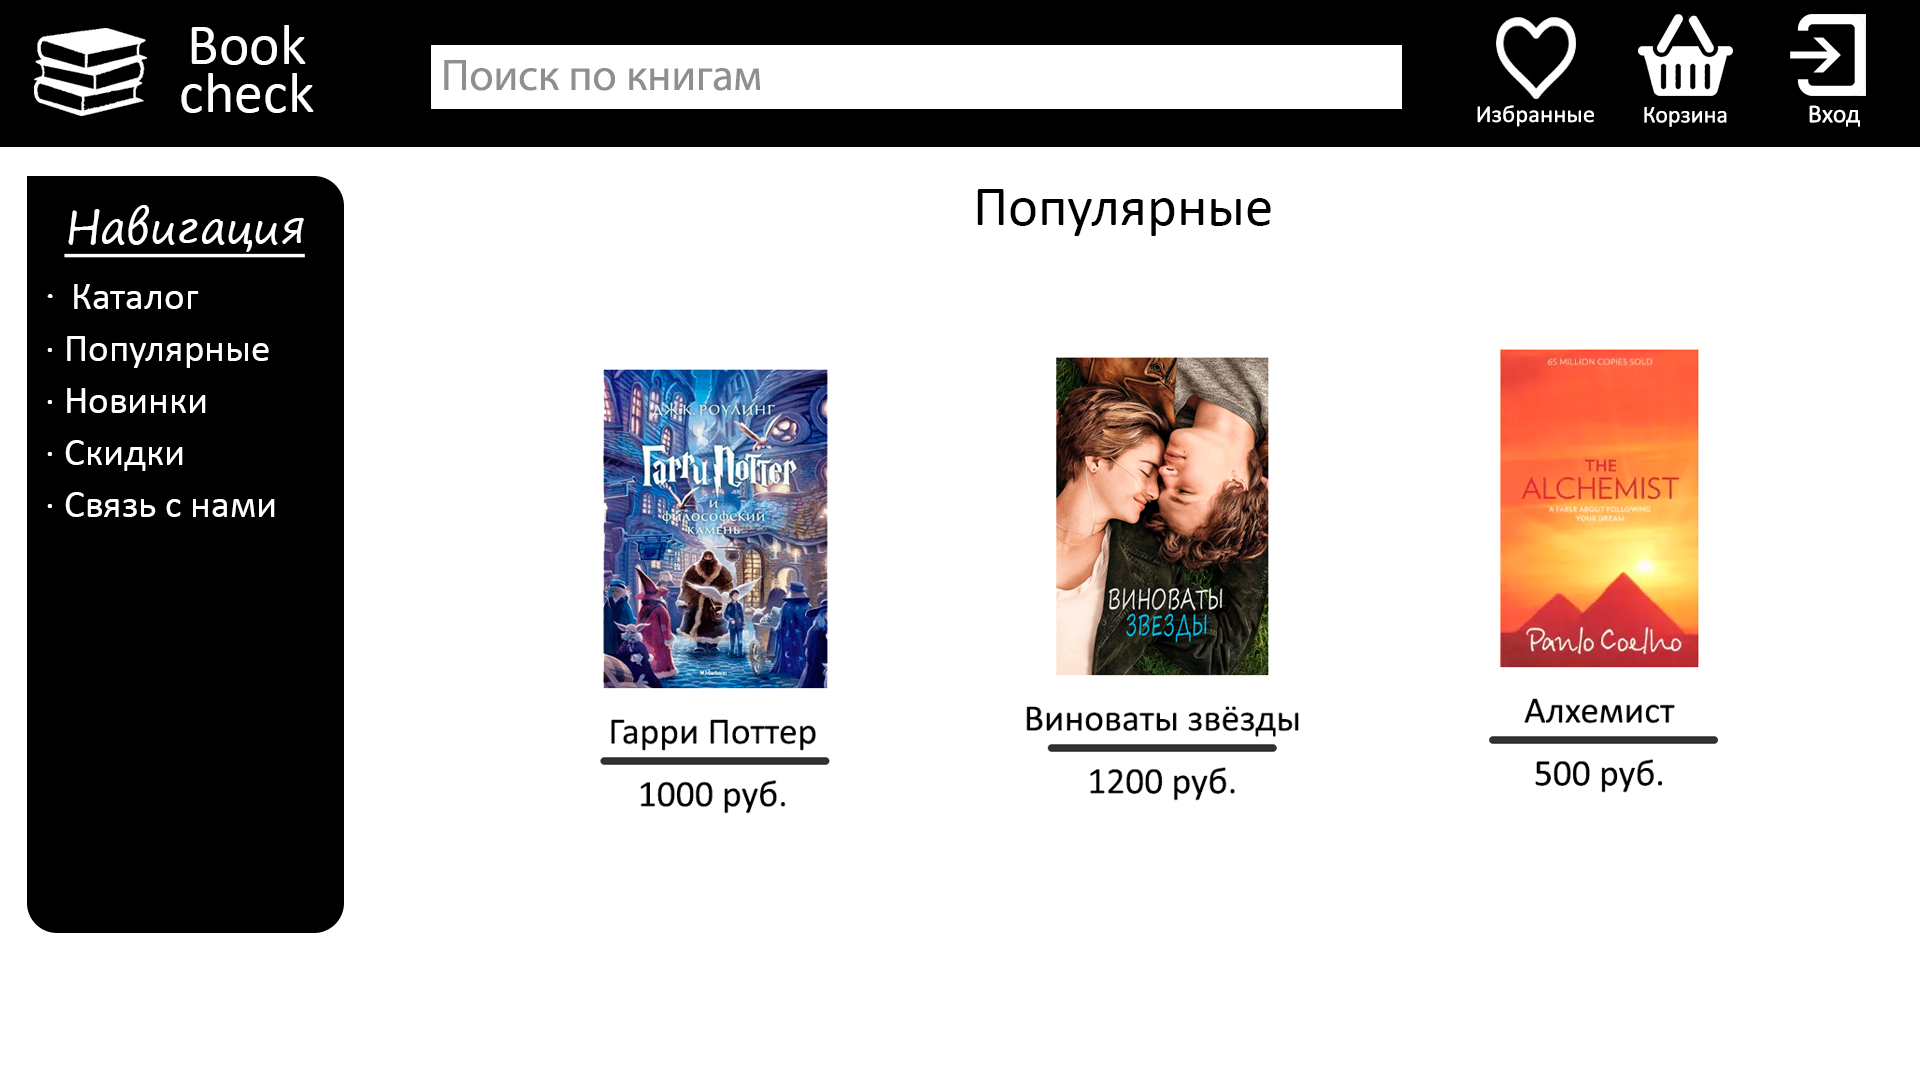 Book
check
Поиск по книгам
Избранные
Корзина
Вход
Навигация
· Каталог
· Популярные
· Новинки
· Скидки
· Связь с нами
Популярные
ДЖ.К. РОУЛИНГ
Гарри Поттер
и
философский
камень
Machaon
Гарри Поттер
1000 руб.
ВИНОВАТЫ
ЗВЕЗДЫ
Виноваты звёзды
1200 руб.
65 MILLION COPIES SOLD
THE
ALCHEMIST
A FABLE ABOUT FOLLOWING
YOUR DREAM
Paulo Coelho
Алхемист
500 руб.